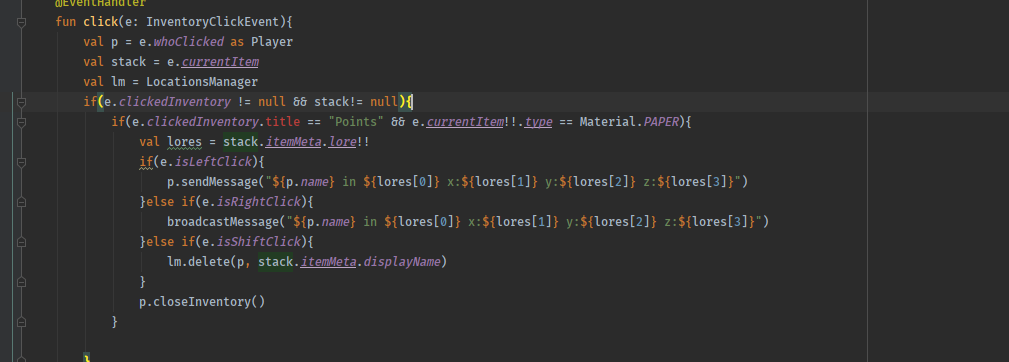 @EventHandler
fun click(e: InventoryClickEvent){
val p = e.whoClicked as Player
val stack = e.currentItem
val lm = LocationsManager
if(e.clickedInventory != null && stack!= null){
if(e.clickedInventory.title == "Points" && e.currentItem!!.type == Material.PAPER){
val lores = stack.itemMeta.lore!!
if(e.isLeftClick){
p.sendMessage("${p.name} in ${lores[0]} x:${lores[1]} y:${lores[2]} z:${lores[3]}")
}else if(e.isRightClick){
broadcastMessage("${p.name} in ${lores[0]} x:${lores[1]} y:${lores[2]} z:${lores[3]}")
}else if(e.isShiftClick){
lm.delete(p, stack.itemMeta.displayName)
}
p.closeInventory()
}
}